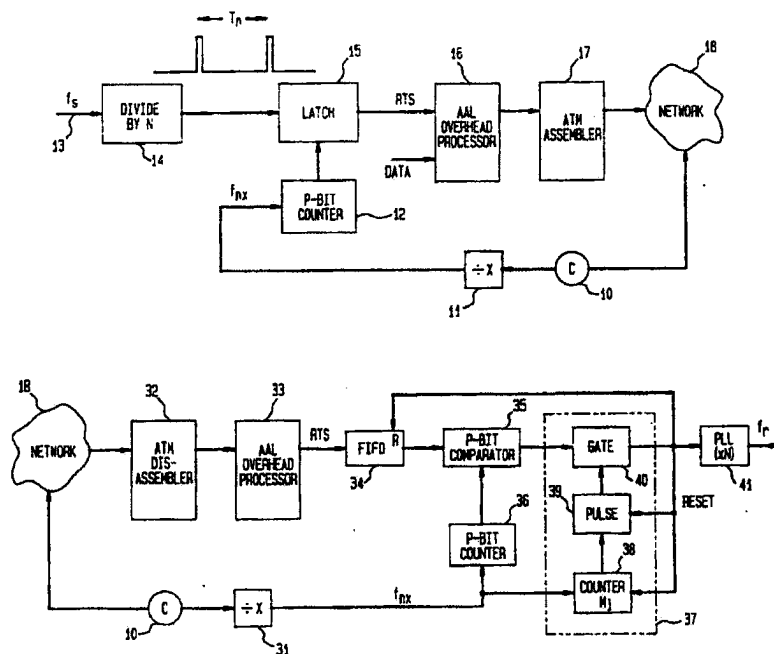 Tn
15
16
17
18
fs
13
DIVIDE
BY N
14
LATCH
RTS
DATA
AAL
OVERHEAD
PROCESSOR
ATM
ASSEMBLER
NETWORK
fnx
P-BIT
COUNTER
12
÷X
11
C
10
18
32
33
NETWORK
ATM
DIS-
ASSEMBLER
AAL
OVERHEAD
PROCESSOR
RTS
FIFO
R
34
35
P-BIT
COMPARATOR
36
P-BIT
COUNTER
GATE
40
39
PULSE
38
COUNTER
M1
37
RESET
PLL
(xN)
41
fr
C
10
÷X
31
fnx